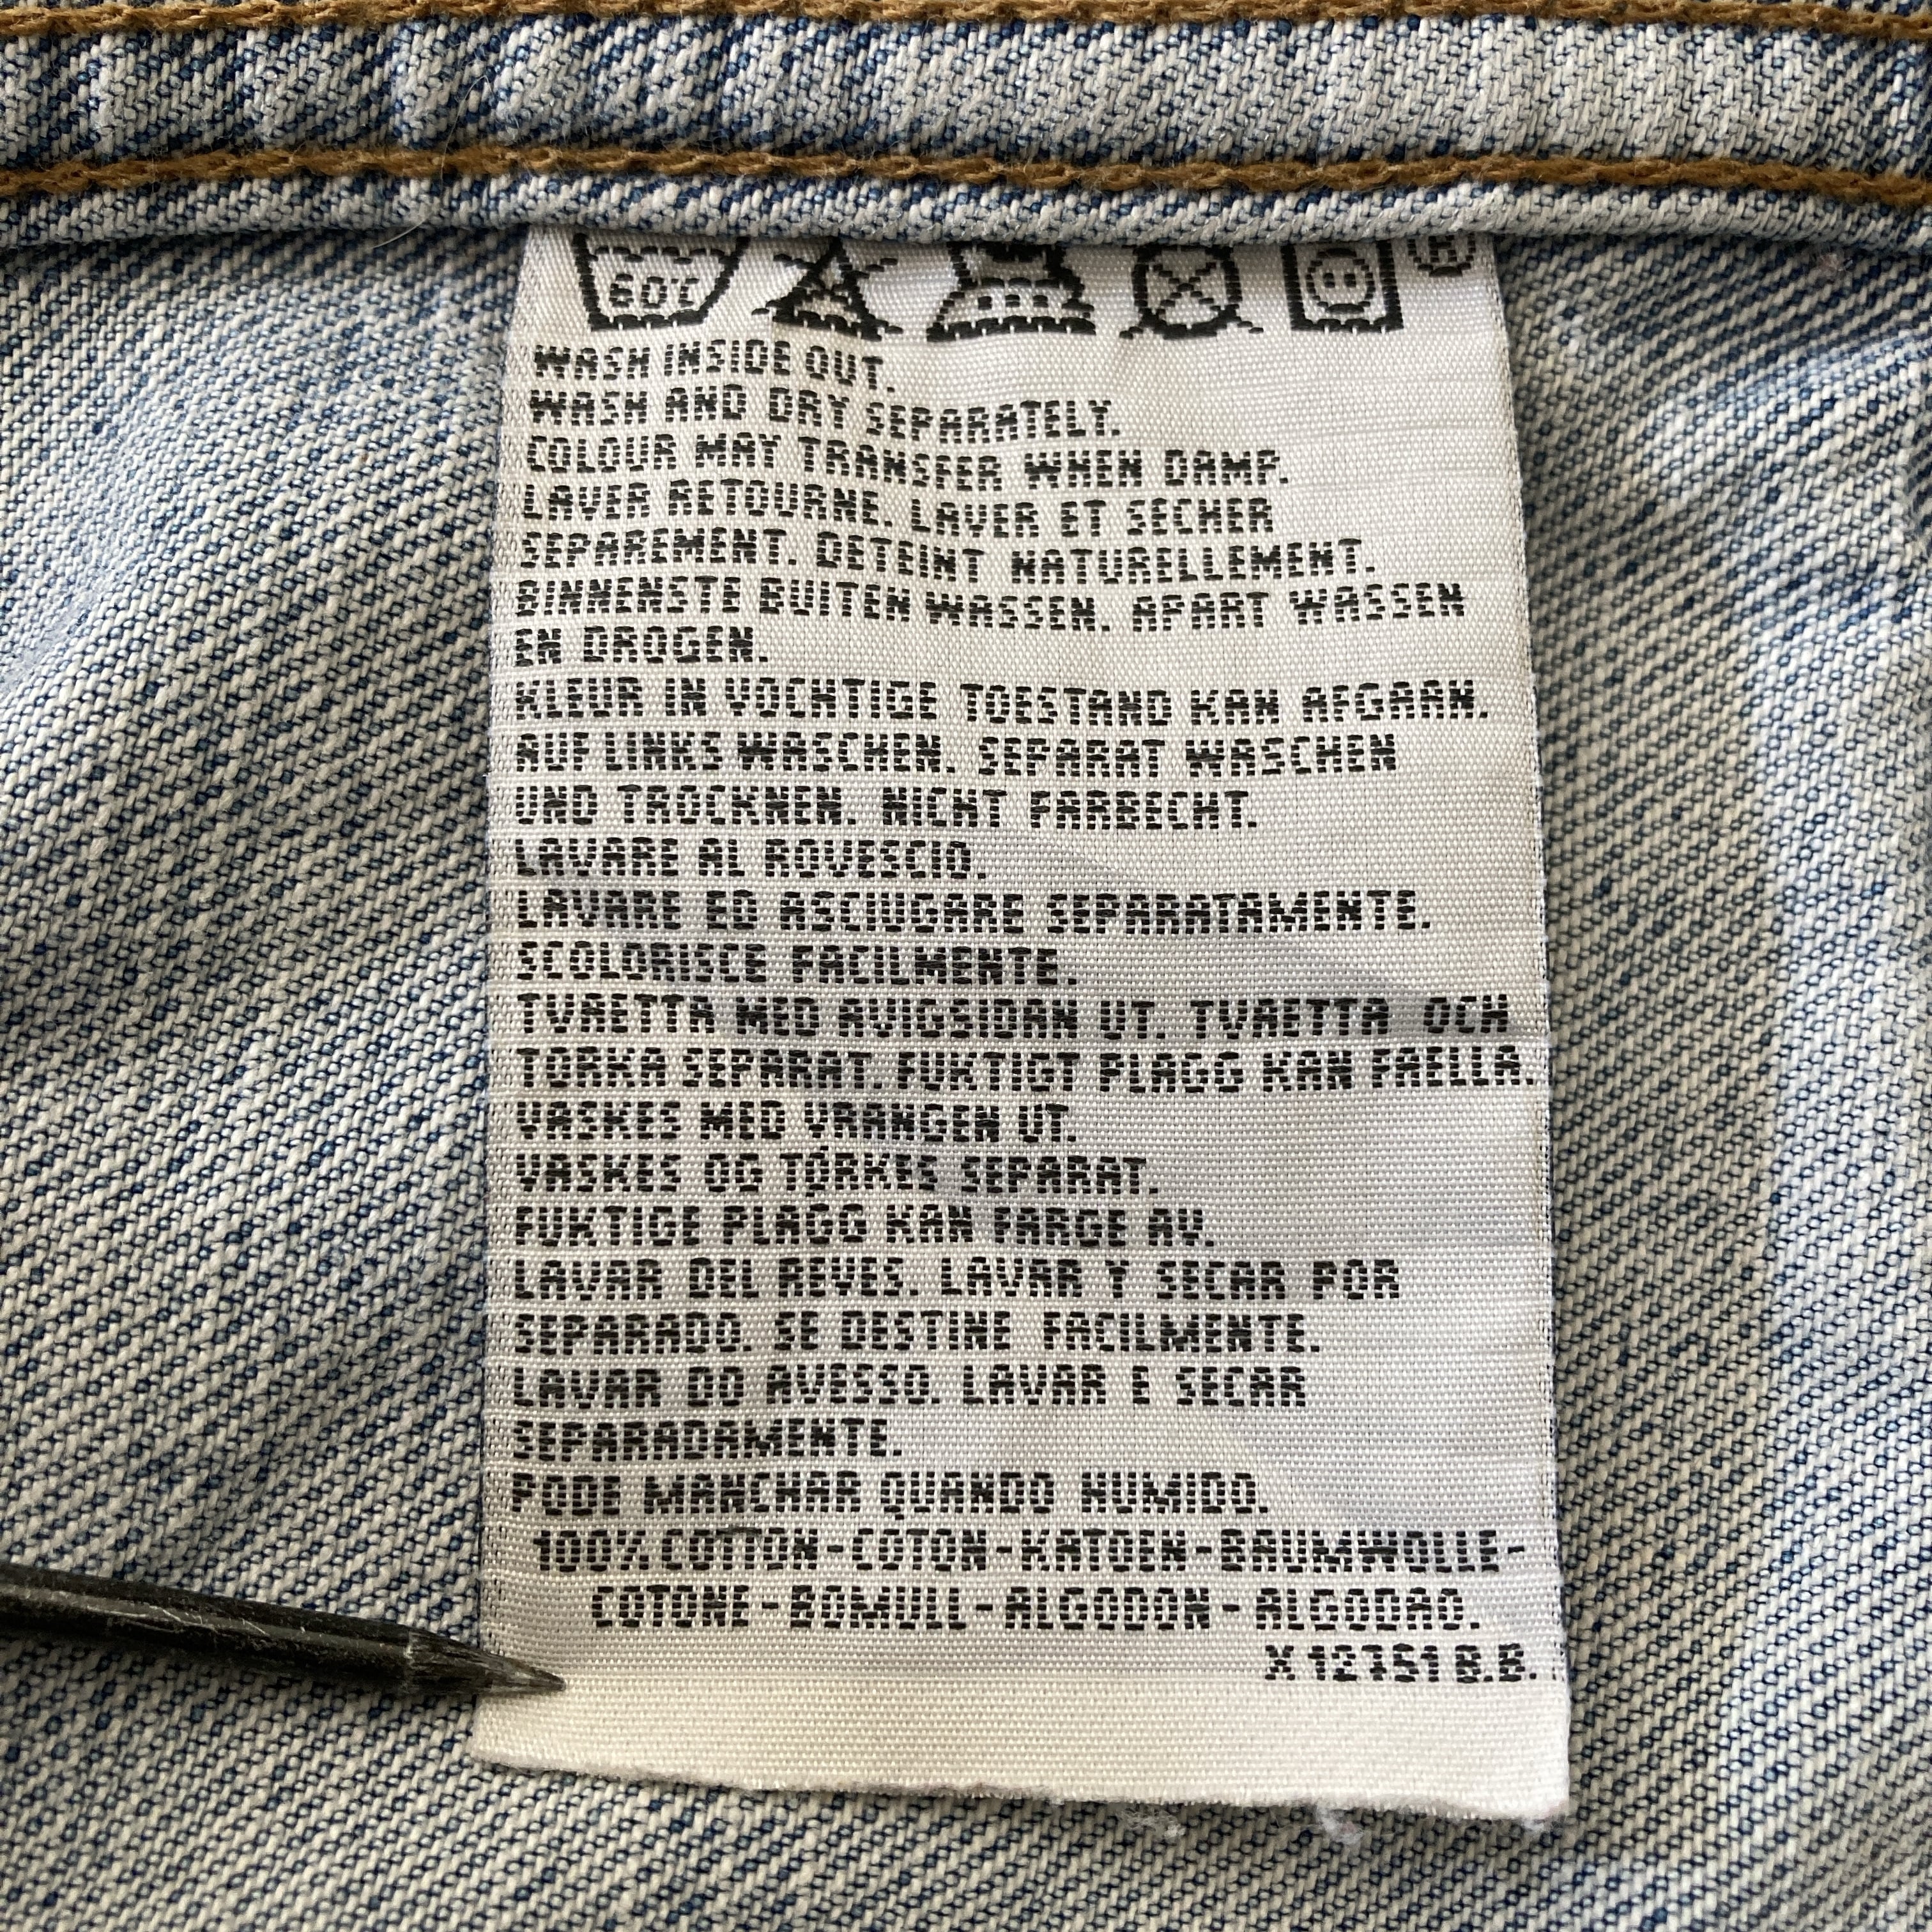 60°C
®
WASH INSIDE OUT.
WASH AND DRY SEPARATELY.
COLOUR MAY TRANSFER WHEN DAMP.
LAVER RETOURNE. LAVER ET SECHER
SEPAREMENT. DETEINT NATURELLEMENT.
BINNENSTE BUITEN WASSEN. APART WASSEN
EN DROGEN.
KLEUR IN VOCHTIGE TOESTAND KAN AFGAAN.
AUF LINKS WASCHEN. SEPARAT WASCHEN
UND TROCKNEN. NICHT FARBECHT.
LAVARE AL ROVESCIO.
LAVARE ED ASCIUGARE SEPARATAMENTE.
SCOLORISCE FACILMENTE.
TVAETTA MED AVIGSIDAN UT. TVAETTA OCH
TORKA SEPARAT. FUKTIGT PLAGG KAN FAELLA.
VASKES MED VRANGEN UT.
VASKES OG TØRKES SEPARAT.
FUKTIGE PLAGG KAN FARGE AV.
LAVAR DEL REVES. LAVAR Y SECAR POR
SEPARADO. SE DESTINE FACILMENTE.
LAVAR DO AVESSO. LAVAR E SECAR
SEPARADAMENTE.
PODE MANCHAR QUANDO HUMIDO.
100% COTTON-COTON-KATOEN-BAUMWOLLE-
COTONE-BOMULL-ALGODON-ALGODAO.
X 12751 B.B.